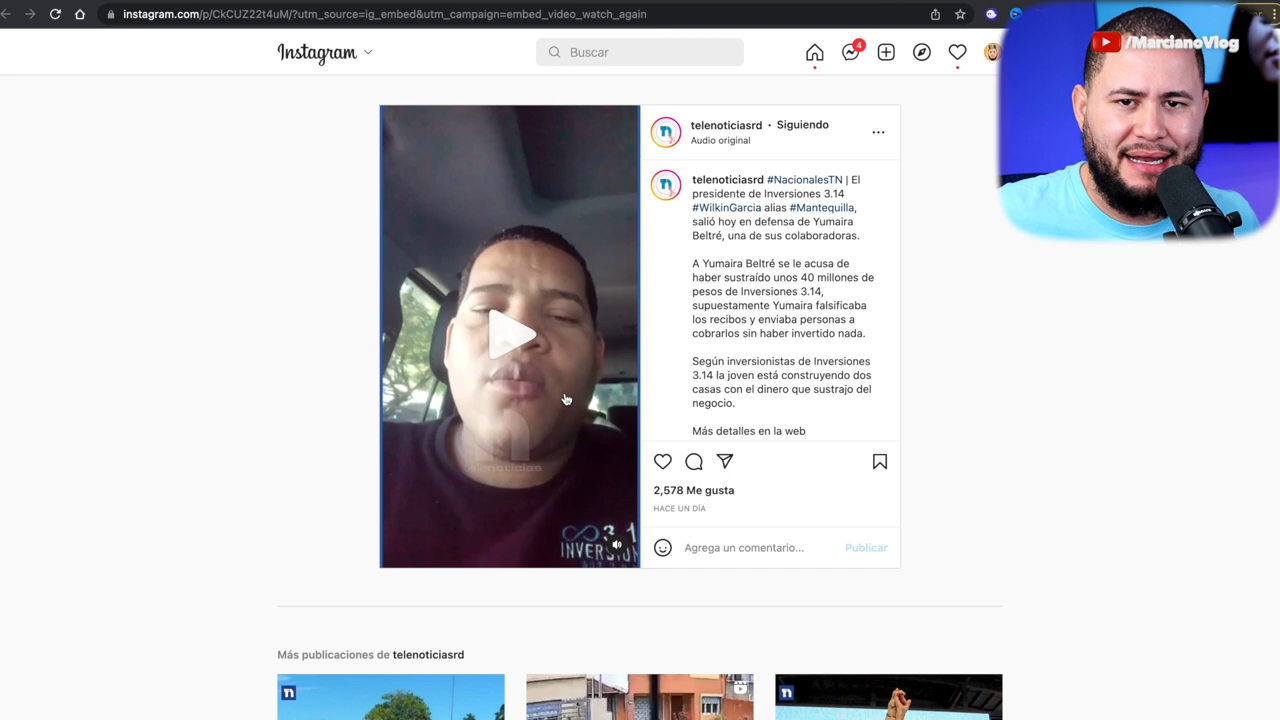 instagram.com/p/CkCUZ22t4uM/?utm_source=ig_embed&utm_campaign=embed_video_watch_again
/MarcianoVlog
Instagram
Buscar
4
telenoticiasrd • Siguiendo
Audio original
telenoticiasrd #NacionalesTN | El
presidente de Inversiones 3.14
#WilkinGarcia alias #Mantequilla,
salió hoy en defensa de Yumaira
Beltré, una de sus colaboradoras.
A Yumaira Beltré se le acusa de
haber sustraído unos 40 millones de
pesos de Inversiones 3.14,
supuestamente Yumaira falsificaba
los recibos y enviaba personas a
cobrarlos sin haber invertido nada.
Según inversionistas de Inversiones
3.14 la joven está construyendo dos
casas con el dinero que sustrajo del
negocio.
Más detalles en la web
n
telenoticias
3.1
INVERSION
2,578 Me gusta
HACE UN DÍA
Agrega un comentario...
Publicar
Más publicaciones de telenoticiasrd
n
n